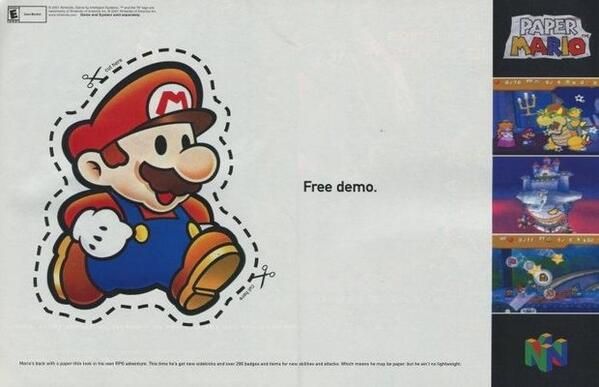 E
© 2001 Nintendo. Game by Intelligent Systems. ™ and the "N" logo are
trademarks of Nintendo of America Inc. © 2001 Nintendo of America Inc.
www.nintendo.com Game and System sold separately.
cut here
M
Free demo.
cut here
PAPER
MARIO
Mario's back with a paper-thin look in his own RPG adventure. This time he's got new sidekicks and over 200 badges and items for new abilities and attacks. Which means he may be paper, but he ain't no lightweight.
N